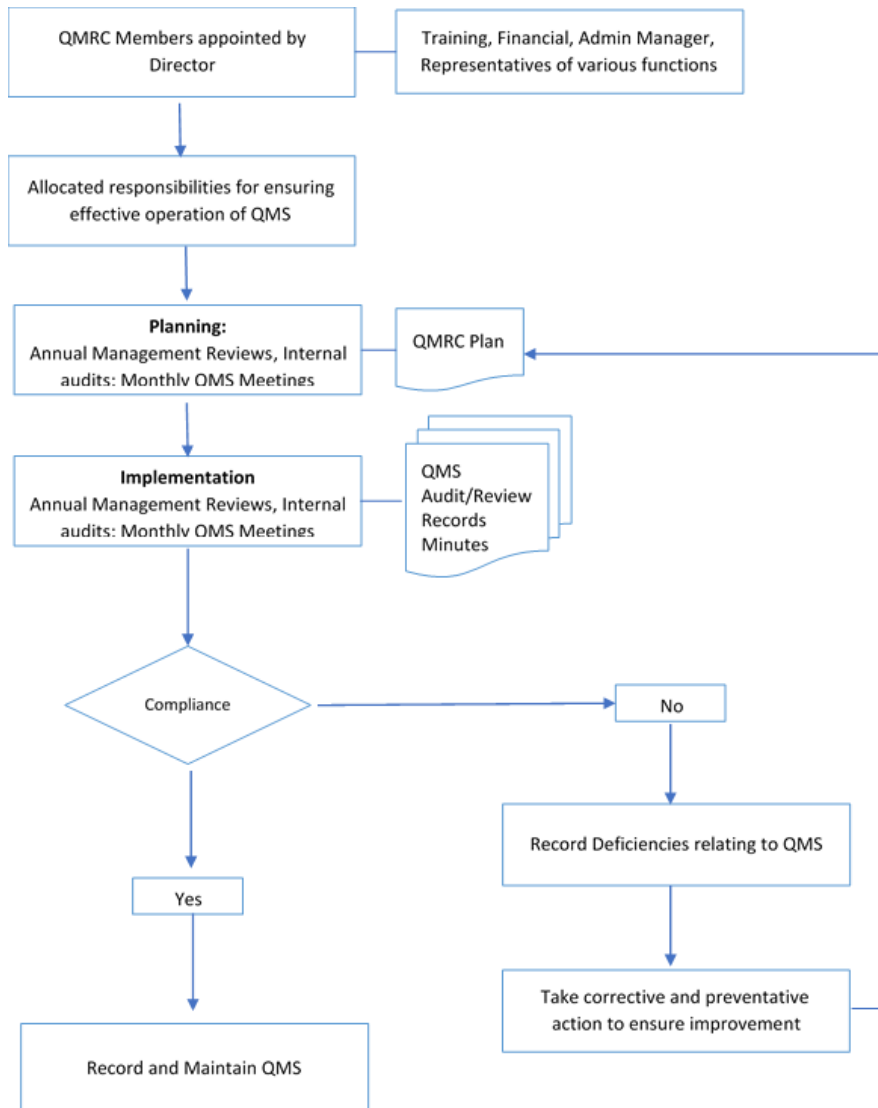 QMRC Members appointed by
Director
Training, Financial, Admin Manager,
Representatives of various functions
Allocated responsibilities for ensuring
effective operation of QMS
Planning:
Annual Management Reviews, Internal
audits: Monthly QMS Meetings
QMRC Plan
Implementation
Annual Management Reviews, Internal
audits: Monthly QMS Meetings
QMS
Audit/Review
Records
Minutes
Compliance
No
Record Deficiencies relating to QMS
Yes
Take corrective and preventative
action to ensure improvement
Record and Maintain QMS